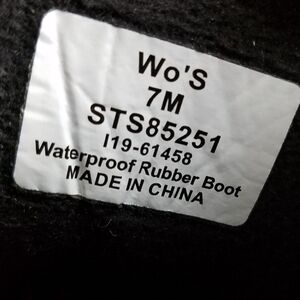 Wo'S
7M
STS85251
I19-61458
Waterproof Rubber Boot
MADE IN CHINA